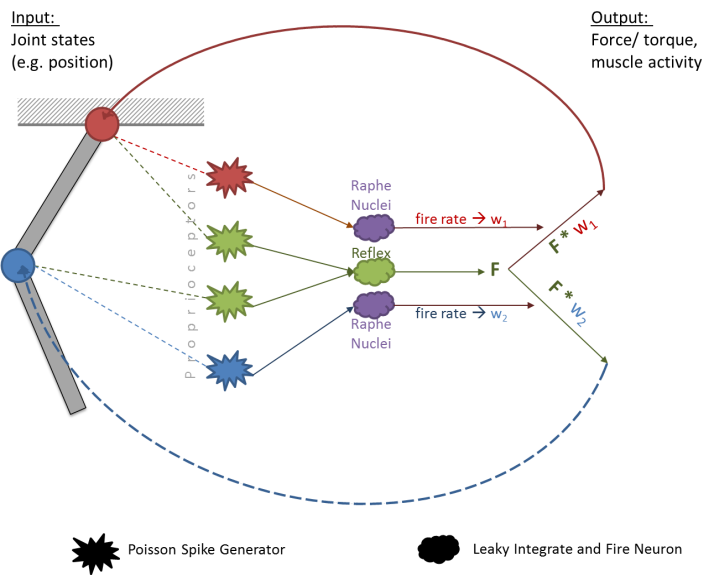 Input:
Joint states
(e.g. position)
Output:
Force/ torque,
muscle activity
Proprioceptors
Raphe
Nuclei
fire rate → w₁
Reflex
F
F* w₁
F* w₂
fire rate → w₂
Raphe
Nuclei
Poisson Spike Generator
Leaky Integrate and Fire Neuron